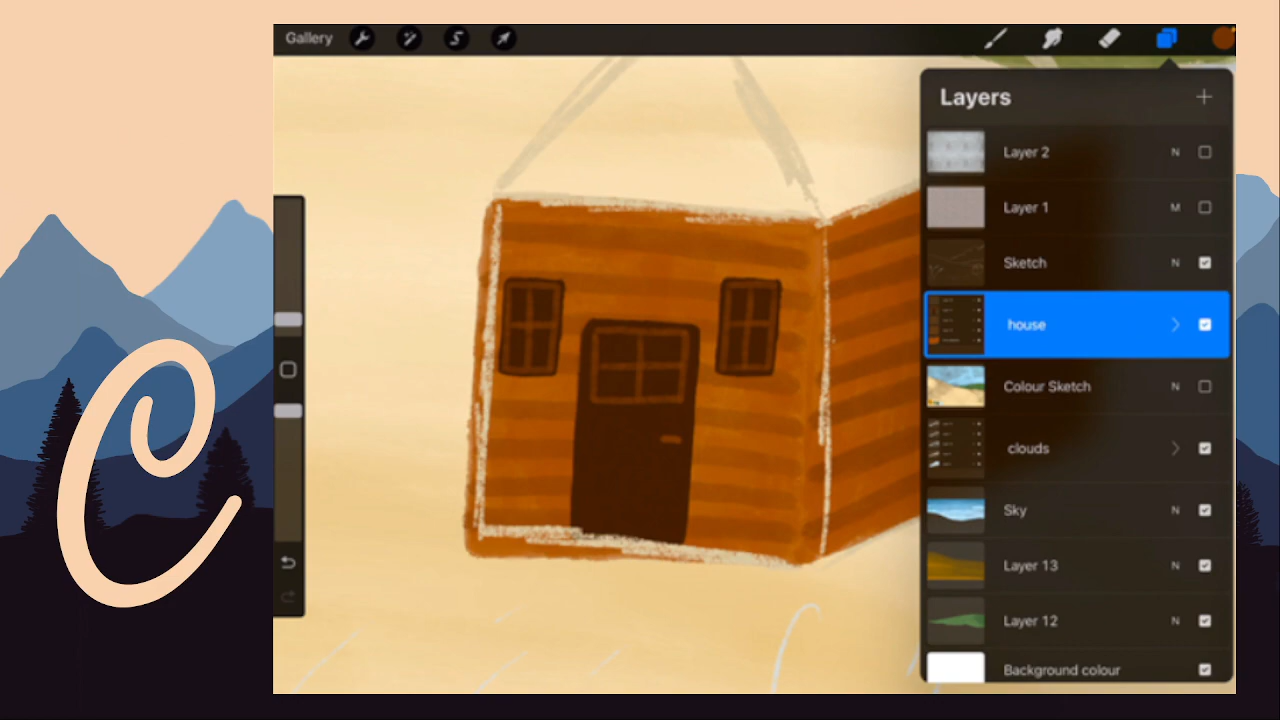 Gallery
Layers
Layer 2 N
Layer 1 M
Sketch N
house
Colour Sketch N
clouds
Sky N
Layer 13 N
Layer 12 N
Background colour
C